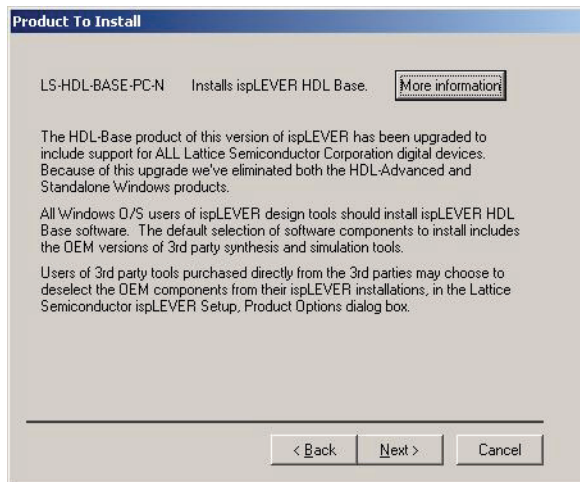 Product To Install
LS-HDL-BASE-PC-N Installs ispLEVER HDL Base. More information
The HDL-Base product of this version of ispLEVER has been upgraded to
include support for ALL Lattice Semiconductor Corporation digital devices.
Because of this upgrade we've eliminated both the HDL-Advanced and
Standalone Windows products.
All Windows O/S users of ispLEVER design tools should install ispLEVER HDL
Base software. The default selection of software components to install includes
the OEM versions of 3rd party synthesis and simulation tools.
Users of 3rd party tools purchased directly from the 3rd parties may choose to
deselect the OEM components from their ispLEVER installations, in the Lattice
Semiconductor ispLEVER Setup, Product Options dialog box.
< Back Next > Cancel